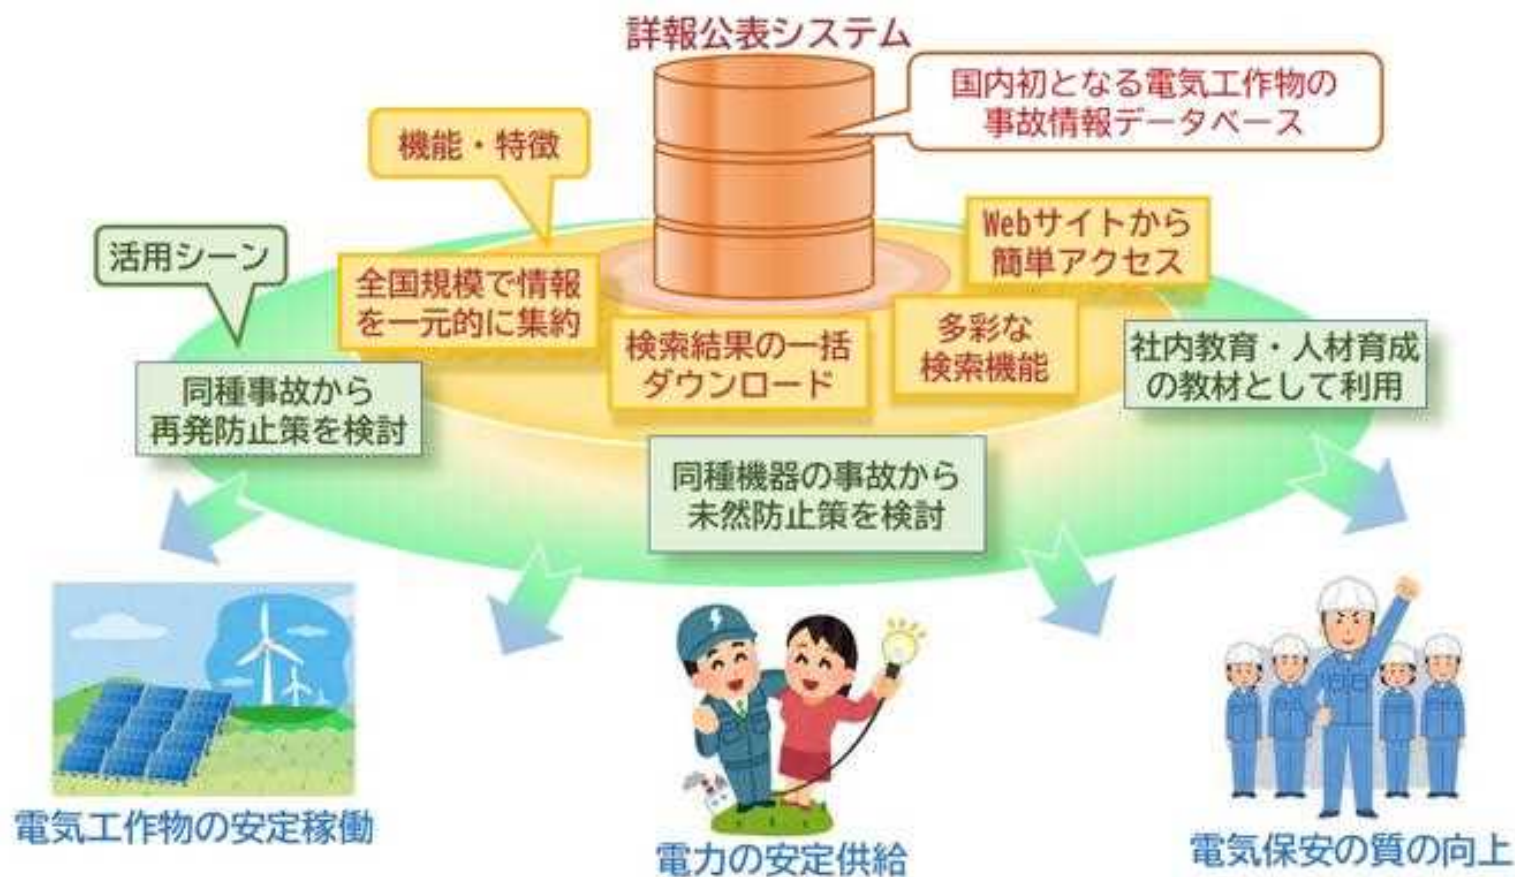 詳報公表システム
国内初となる電気工作物の
事故情報データベース
機能・特徴
Webサイトから
簡単アクセス
活用シーン
全国規模で情報
を一元的に集約
検索結果の一括
ダウンロード
多彩な
検索機能
社内教育・人材育成
の教材として利用
同種事故から
再発防止策を検討
同種機器の事故から
未然防止策を検討
電気工作物の安定稼働
電力の安定供給
電気保安の質の向上